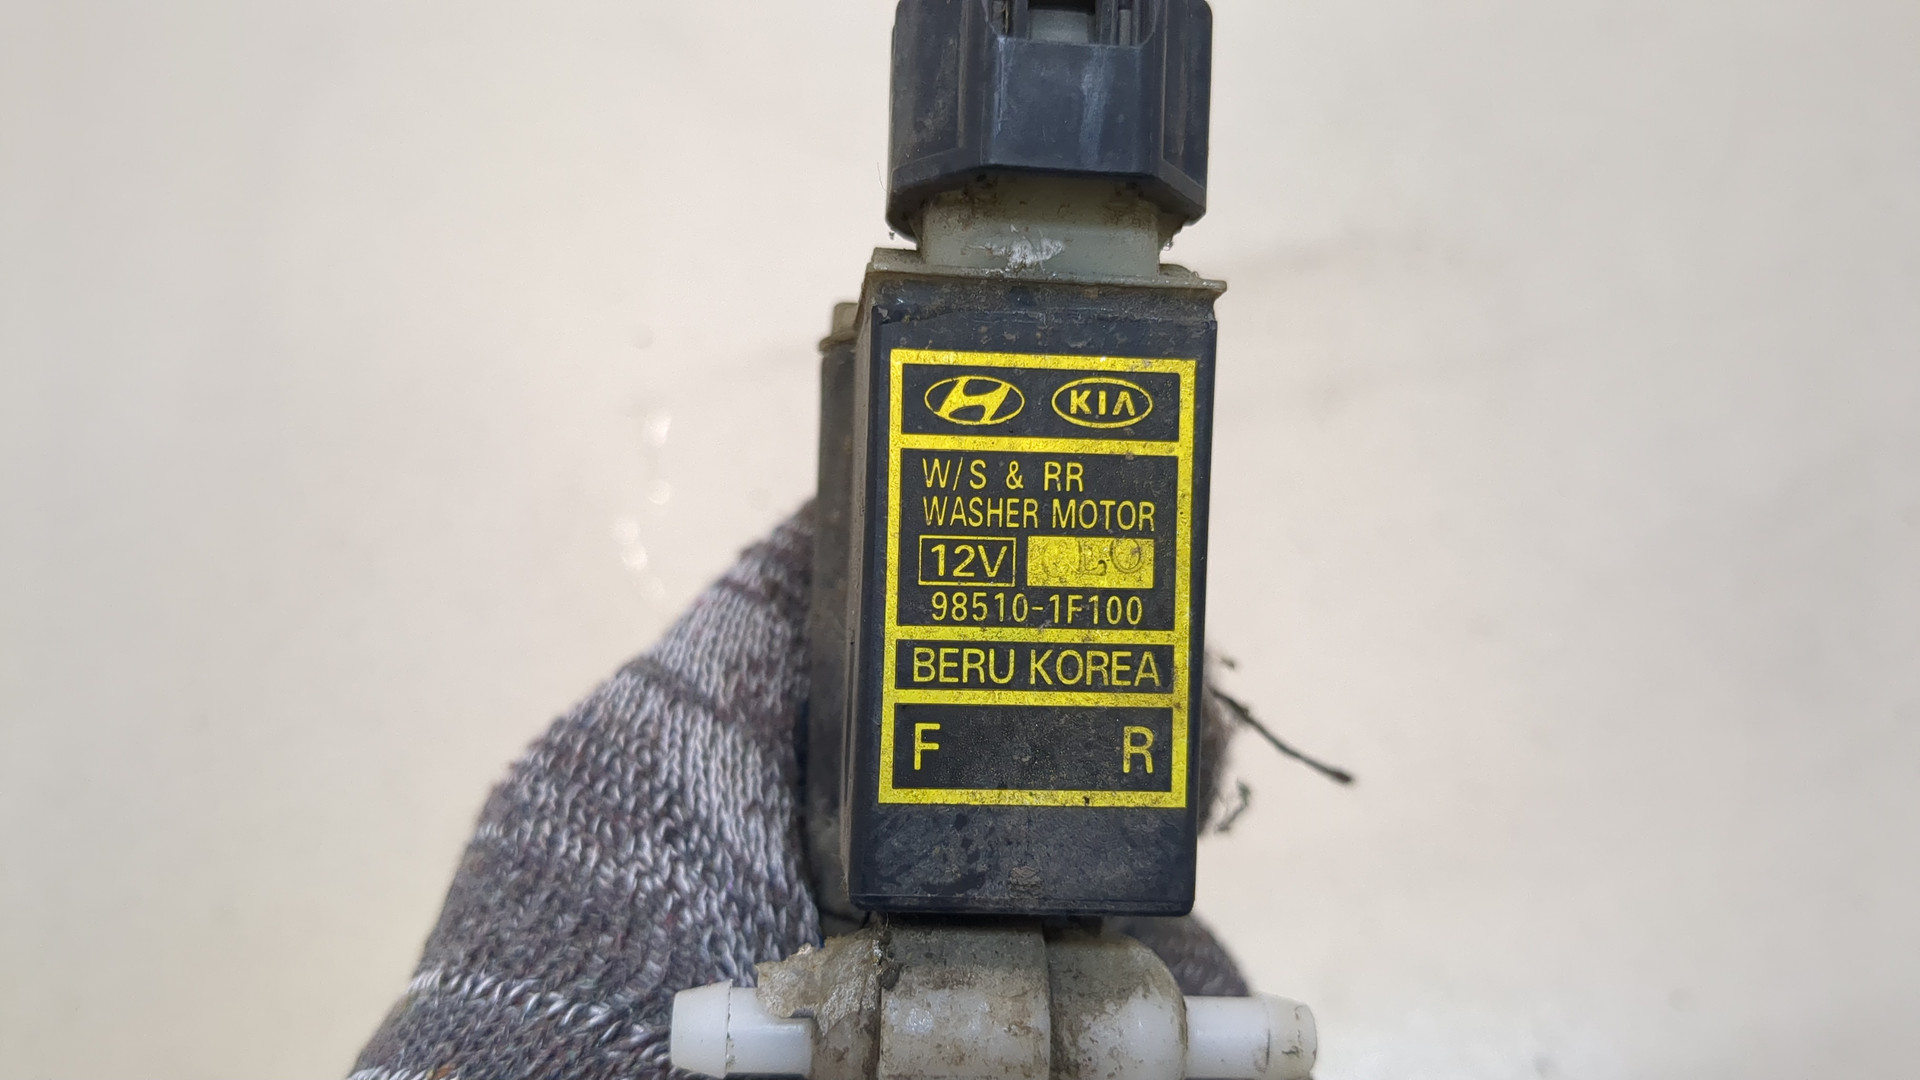 KIA
W/S & RR
WASHER MOTOR
12V
98510-1F100
BERU KOREA
F R